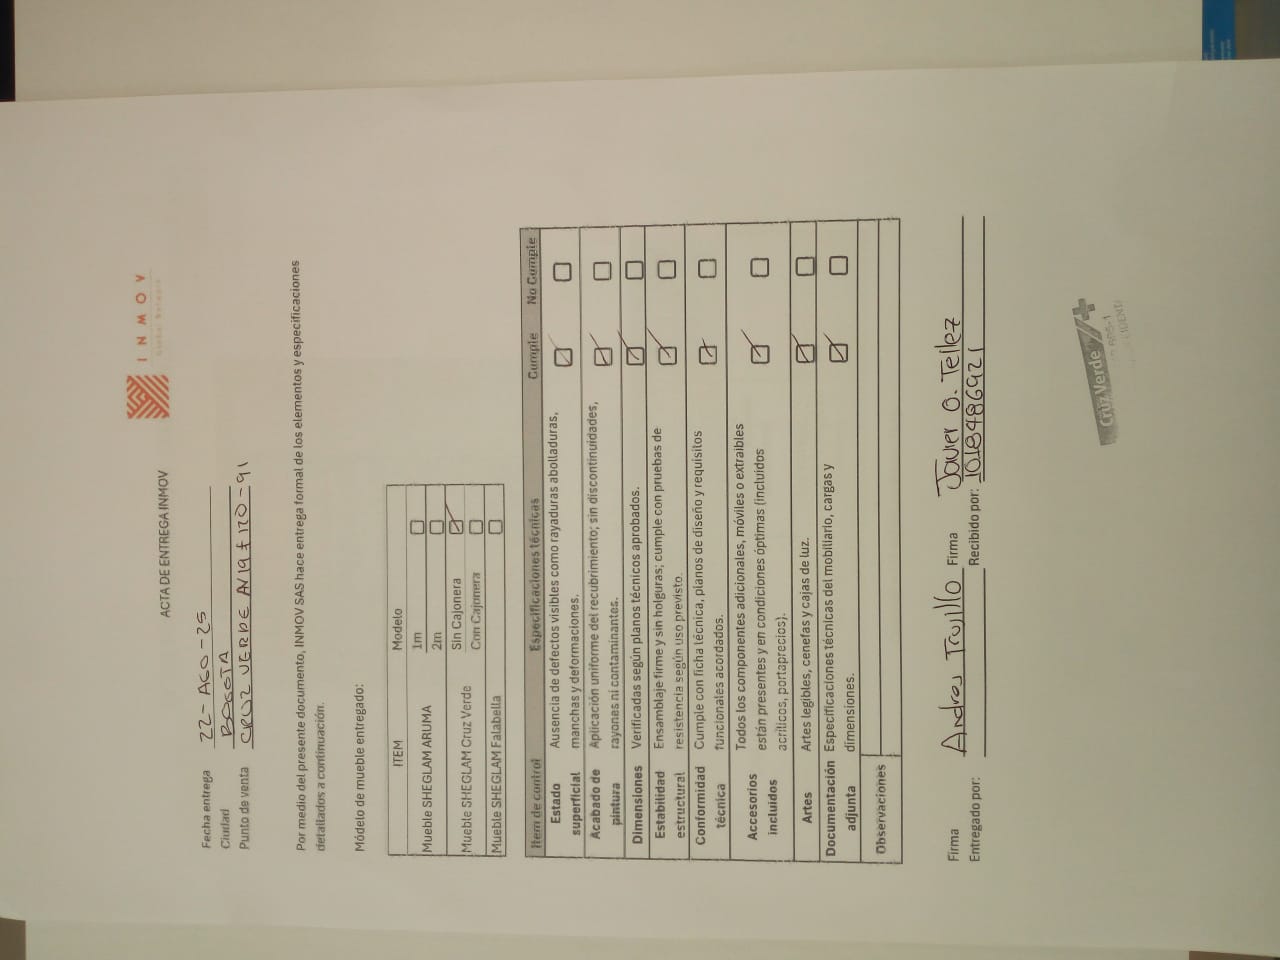 INMOV
ACTA DE ENTREGA INMOV
Fecha entrega 22-AGO-25
Ciudad BOGOTA
Punto de venta CRUZ VERDE AV 19 # 120-91
Por medio del presente documento, INMOV SAS hace entrega formal de los elementos y especificaciones
detallados a continuación.
Módelo de mueble entregado:
ITEM Modelo
Mueble SHEGLAM ARUMA 1m
2m
Mueble SHEGLAM Cruz Verde Sin Cajonera
Con Cajonera
Mueble SHEGLAM Falabella
Ítem de control Especificaciones técnicas Cumple No Cumple
Estado superficial Ausencia de defectos visibles como rayaduras abolladuras,
manchas y deformaciones.
Acabado de pintura Aplicación uniforme del recubrimiento; sin discontinuidades,
rayones ni contaminantes.
Dimensiones Verificadas según planos técnicos aprobados.
Estabilidad estructural Ensamblaje firme y sin holguras; cumple con pruebas de
resistencia según uso previsto.
Conformidad técnica Cumple con ficha técnica, planos de diseño y requisitos
funcionales acordados.
Accesorios incluidos Todos los componentes adicionales, móviles o extraíbles
están presentes y en condiciones óptimas (incluidos
acrílicos, portaprecios).
Artes Artes legibles, cenefas y cajas de luz.
Documentación adjunta Especificaciones técnicas del mobiliario, cargas y
dimensiones.
Observaciones
Firma Andres Trujillo Firma Javier O. Tellez
Entregado por: Recibido por: 1018486921
Cruz Verde